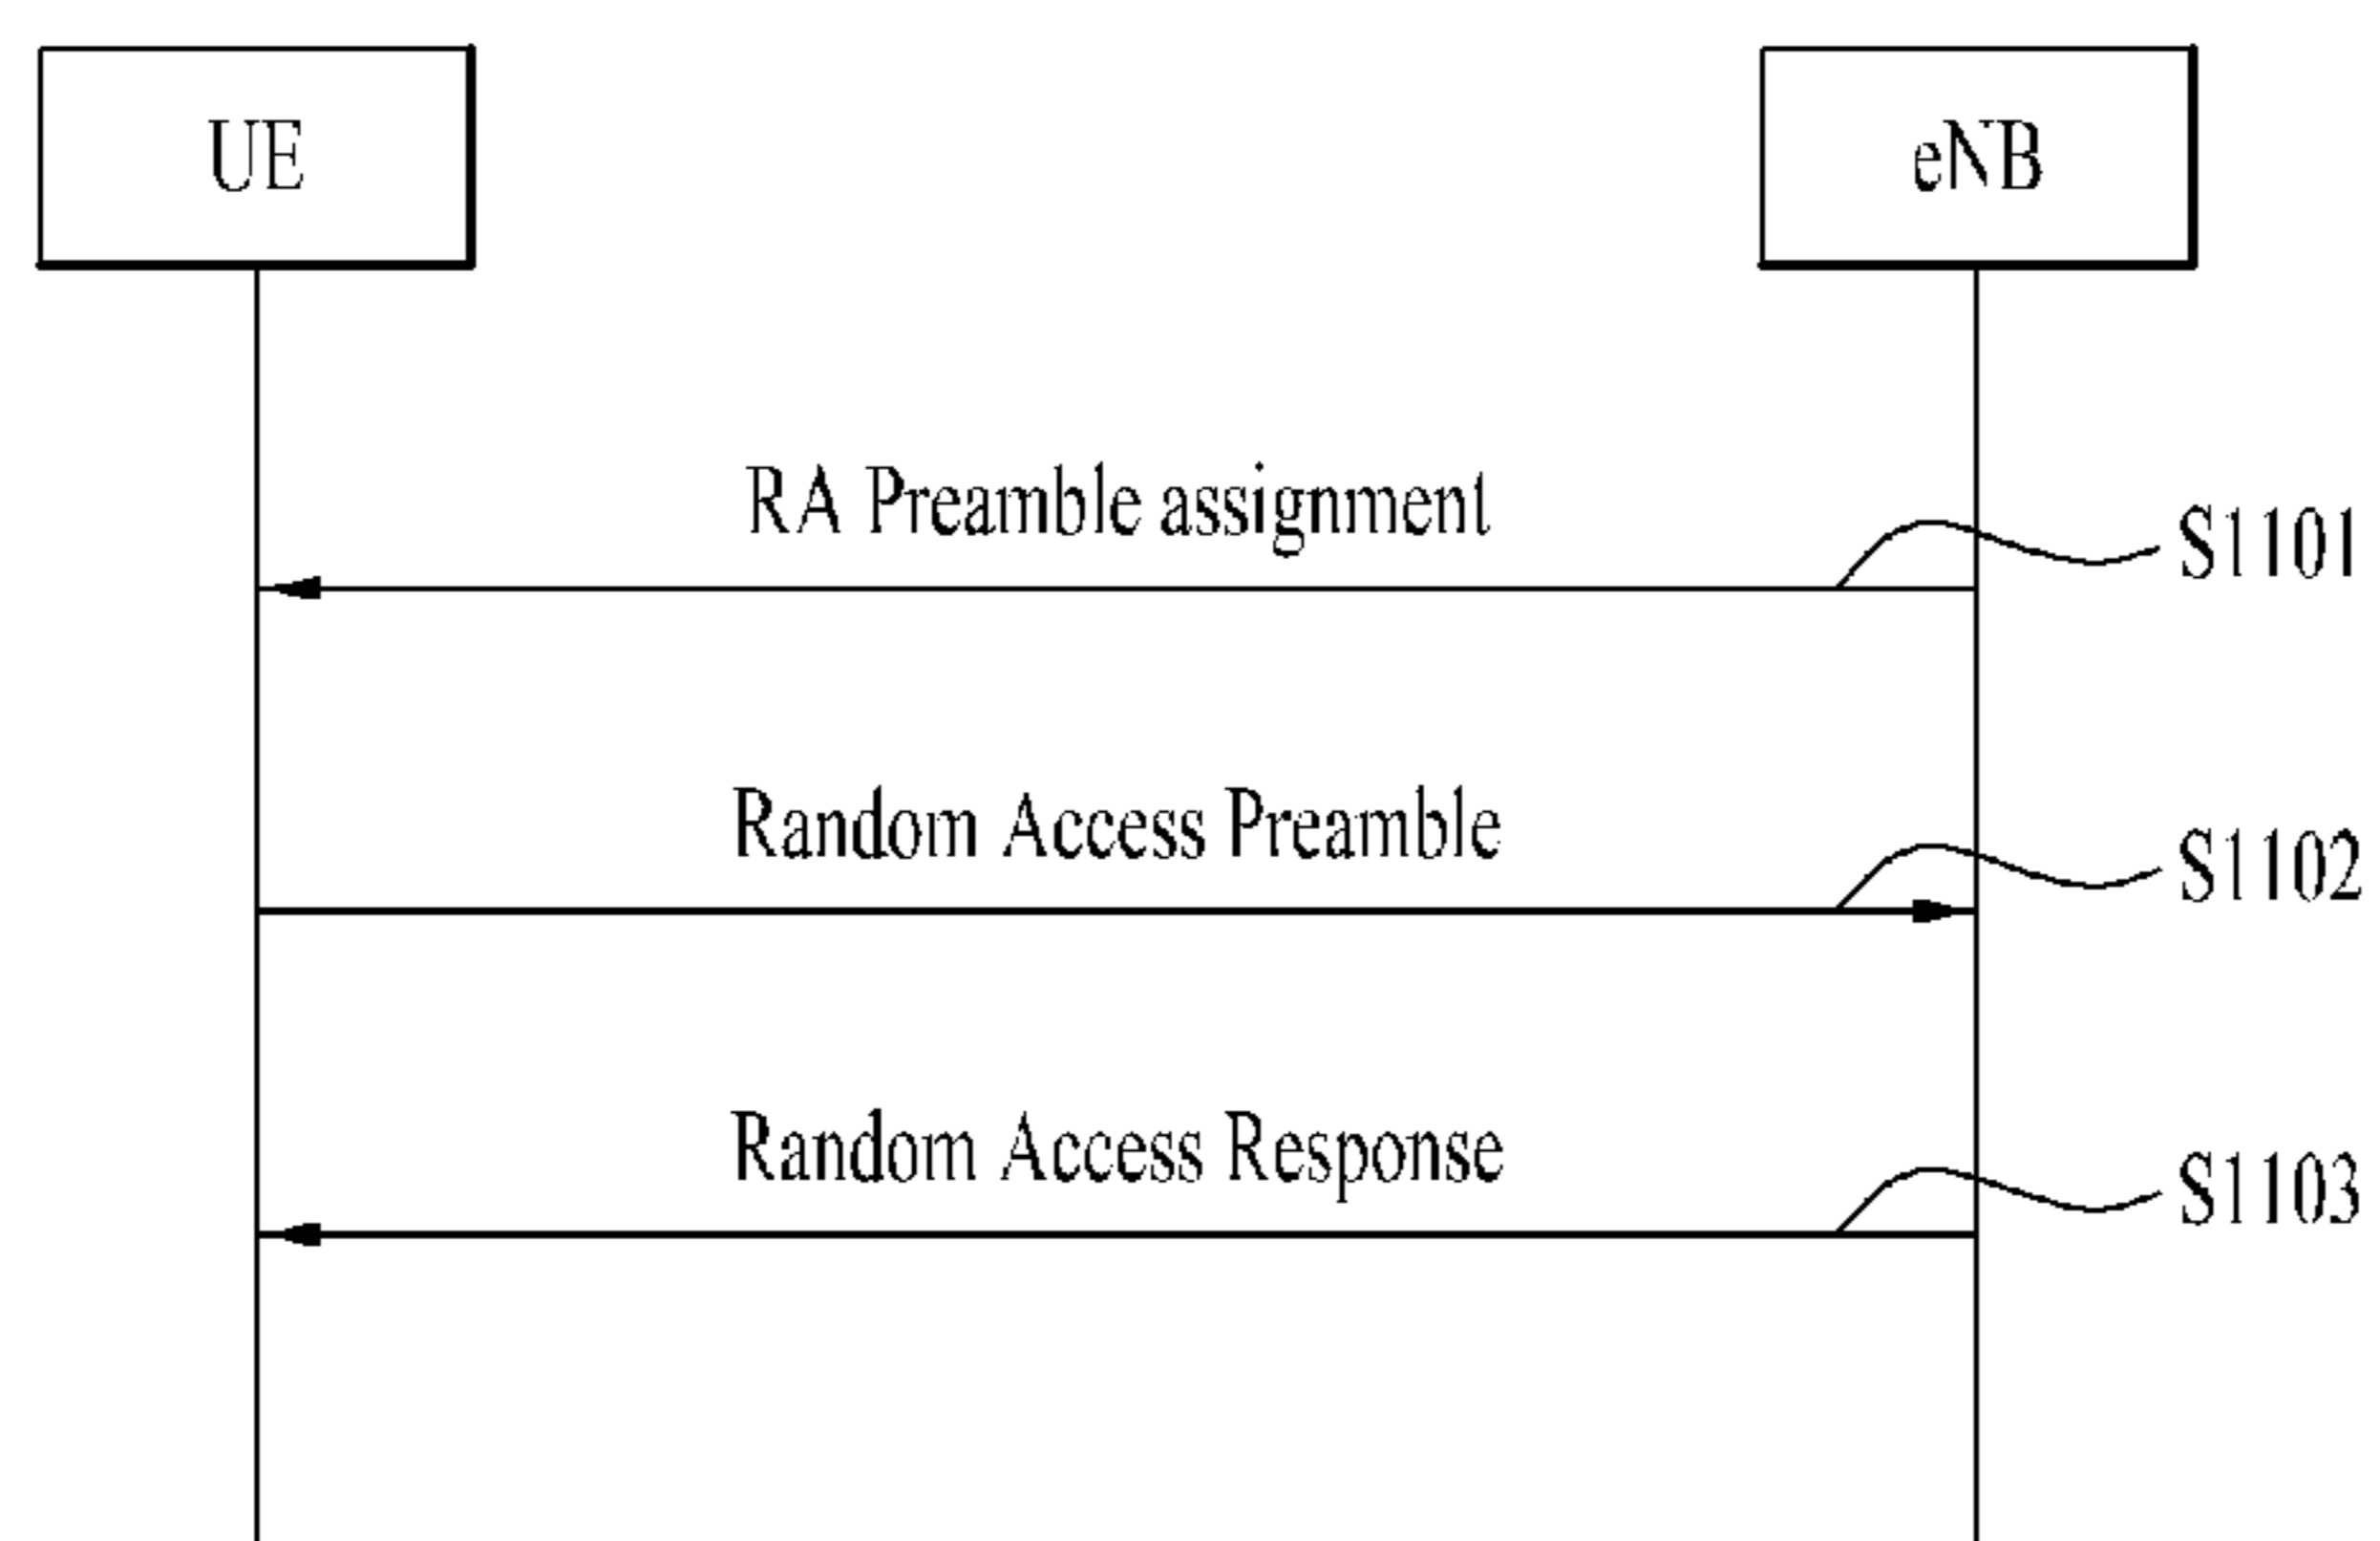 UE
eNB
RA Preamble assignment
S1101
Random Access Preamble
S1102
Random Access Response
S1103